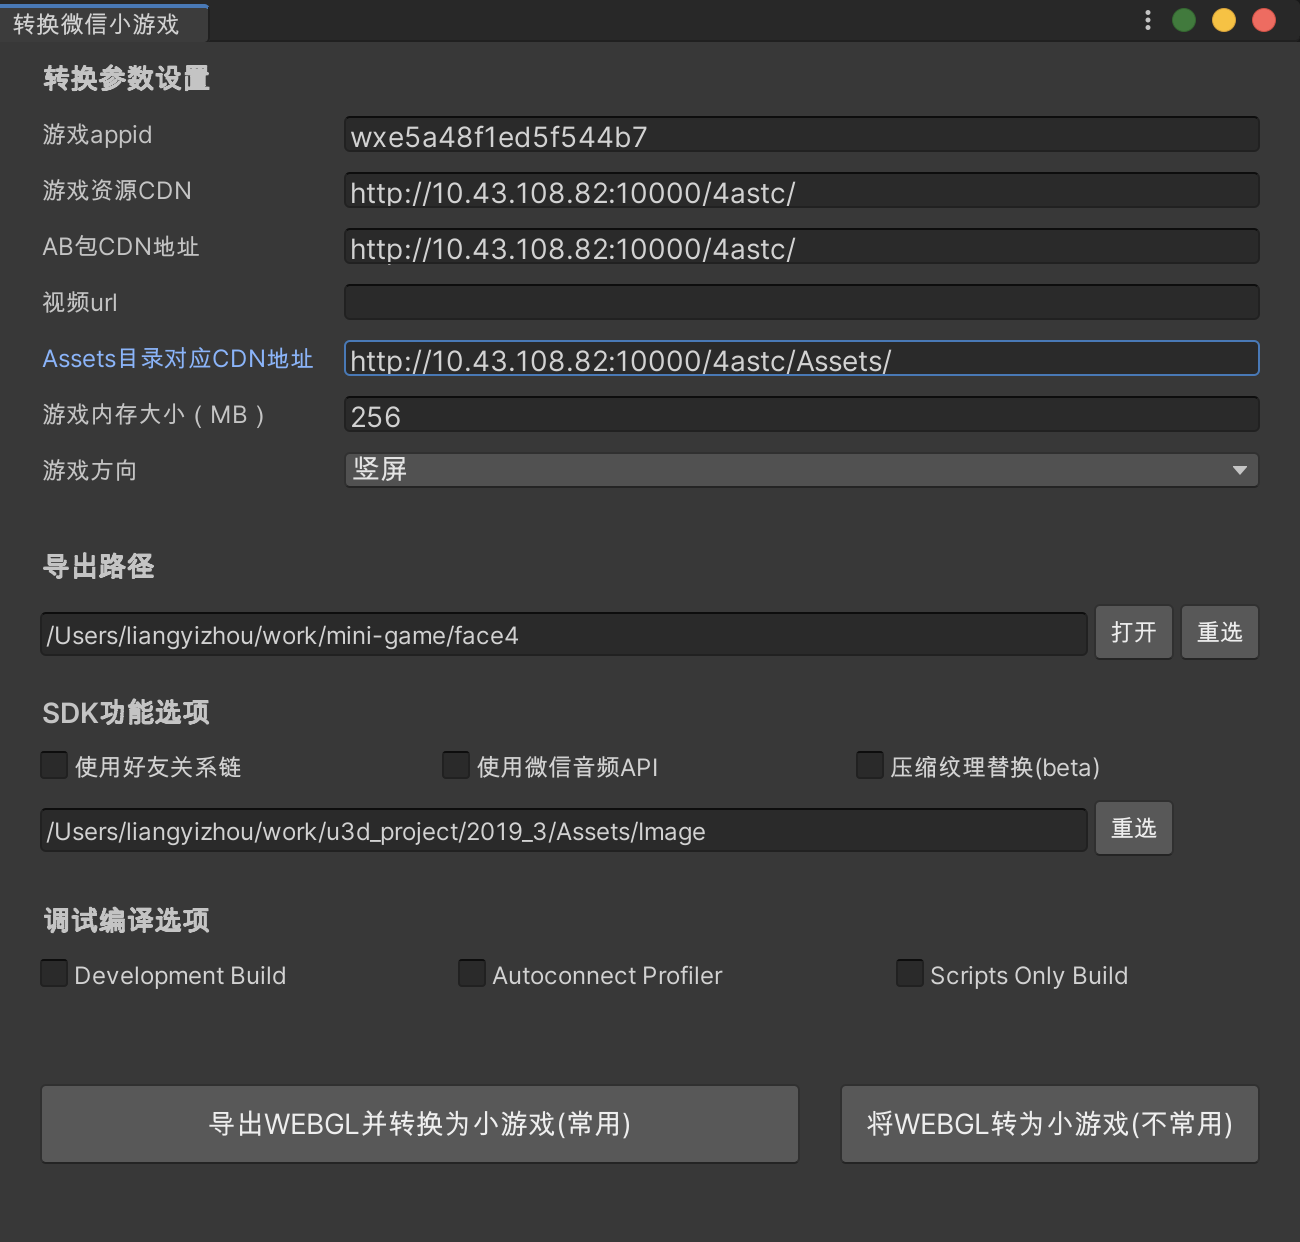 转换微信小游戏
转换参数设置
游戏appid wxe5a48f1ed5f544b7
游戏资源CDN http://10.43.108.82:10000/4astc/
AB包CDN地址 http://10.43.108.82:10000/4astc/
视频url
Assets目录对应CDN地址 http://10.43.108.82:10000/4astc/Assets/
游戏内存大小（MB） 256
游戏方向 竖屏
导出路径
/Users/liangyizhou/work/mini-game/face4 打开 重选
SDK功能选项
使用好友关系链 使用微信音频API 压缩纹理替换(beta)
/Users/liangyizhou/work/u3d_project/2019_3/Assets/Image 重选
调试编译选项
Development Build Autoconnect Profiler Scripts Only Build
导出WEBGL并转换为小游戏(常用) 将WEBGL转为小游戏(不常用)